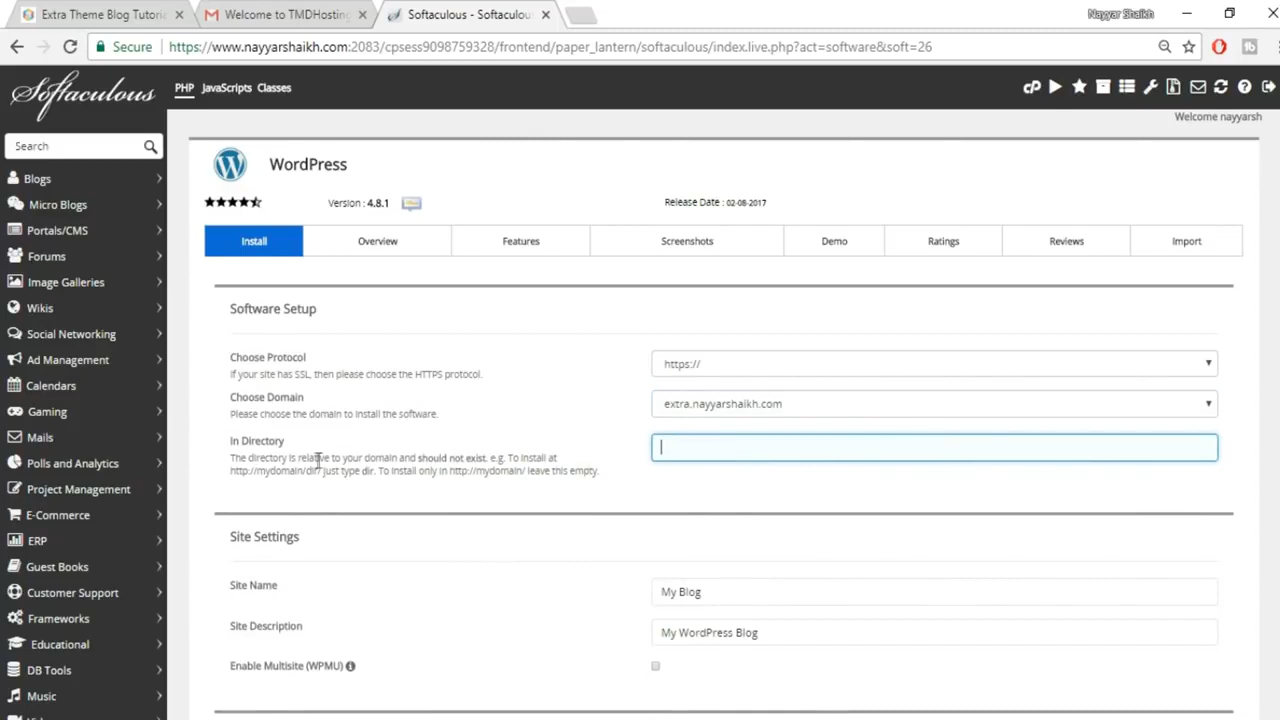 Extra Theme Blog Tutoria
Welcome to TMDHosting
Softaculous - Softaculou
Nayyar Shaikh
Secure
https://www.nayyarshaikh.com:2083/cpsess9098759328/frontend/paper_lantern/softaculous/index.live.php?act=software&soft=26
Softaculous
PHP JavaScripts Classes
Welcome nayyarsh
Search
Blogs
Micro Blogs
Portals/CMS
Forums
Image Galleries
Wikis
Social Networking
Ad Management
Calendars
Gaming
Mails
Polls and Analytics
Project Management
E-Commerce
ERP
Guest Books
Customer Support
Frameworks
Educational
DB Tools
Music
WordPress
Version : 4.8.1
Release Date : 02-08-2017
Install Overview Features Screenshots Demo Ratings Reviews Import
Software Setup
Choose Protocol
If your site has SSL, then please choose the HTTPS protocol.
https://
Choose Domain
Please choose the domain to install the software.
extra.nayyarshaikh.com
In Directory
The directory is relative to your domain and should not exist. e.g. To install at
http://mydomain/dir/ just type dir. To install only in http://mydomain/ leave this empty.
Site Settings
Site Name
My Blog
Site Description
My WordPress Blog
Enable Multisite (WPMU)